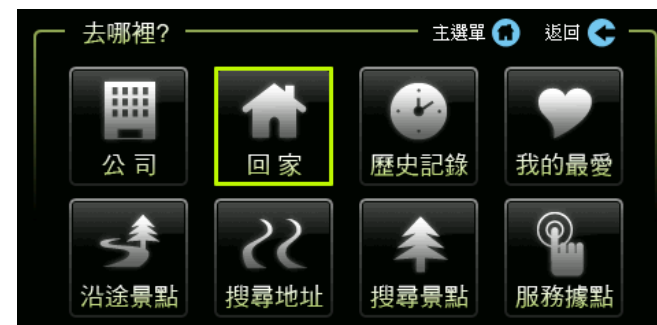 去哪裡? 主選單 返回
公司 回家 歷史記錄 我的最愛
沿途景點 搜尋地址 搜尋景點 服務據點